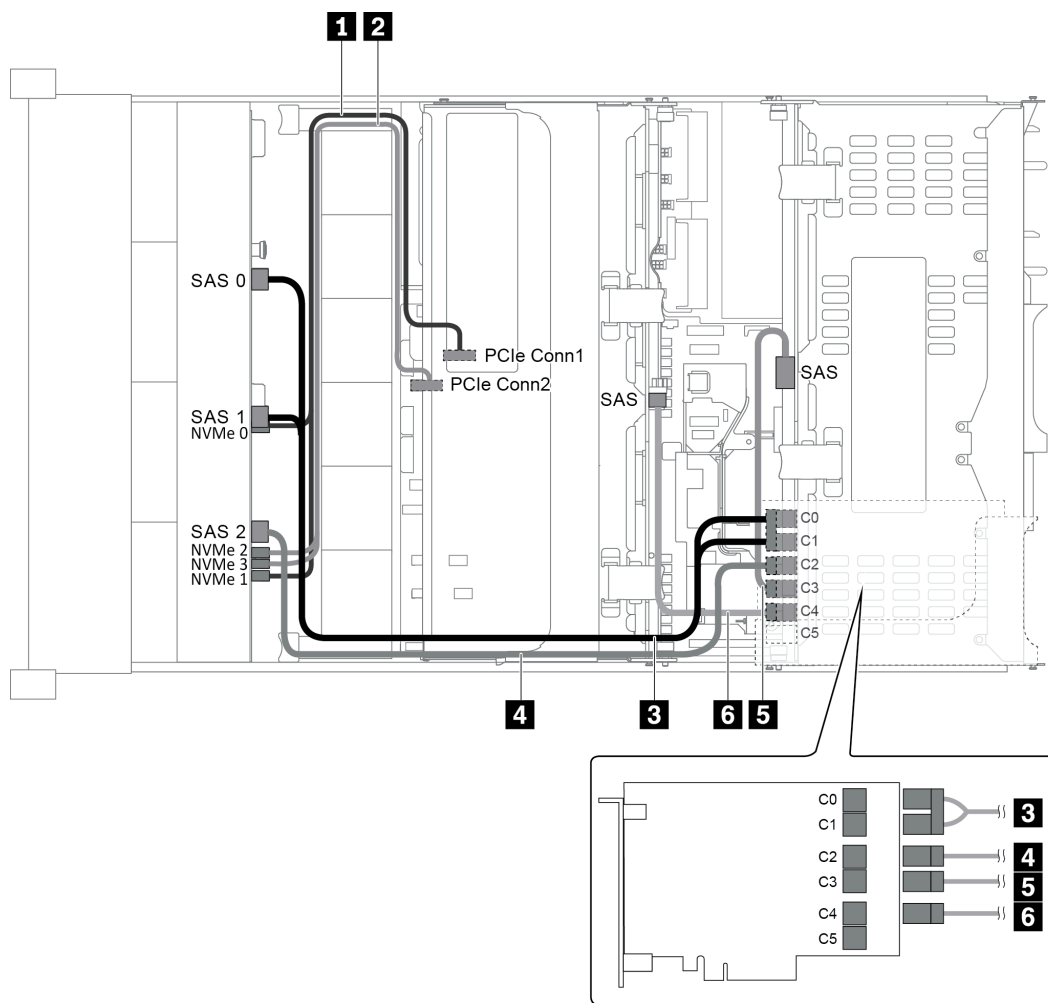 1 2
SAS 0
PCIe Conn1
SAS
PCIe Conn2
SAS
SAS 1
NVMe 0
C0
SAS 2
C1
NVMe 2
C2
NVMe 3
NVMe 1
C3
C4
C5
4 3 6 5
C0
3
C1
C2
4
C3
5
C4
6
C5